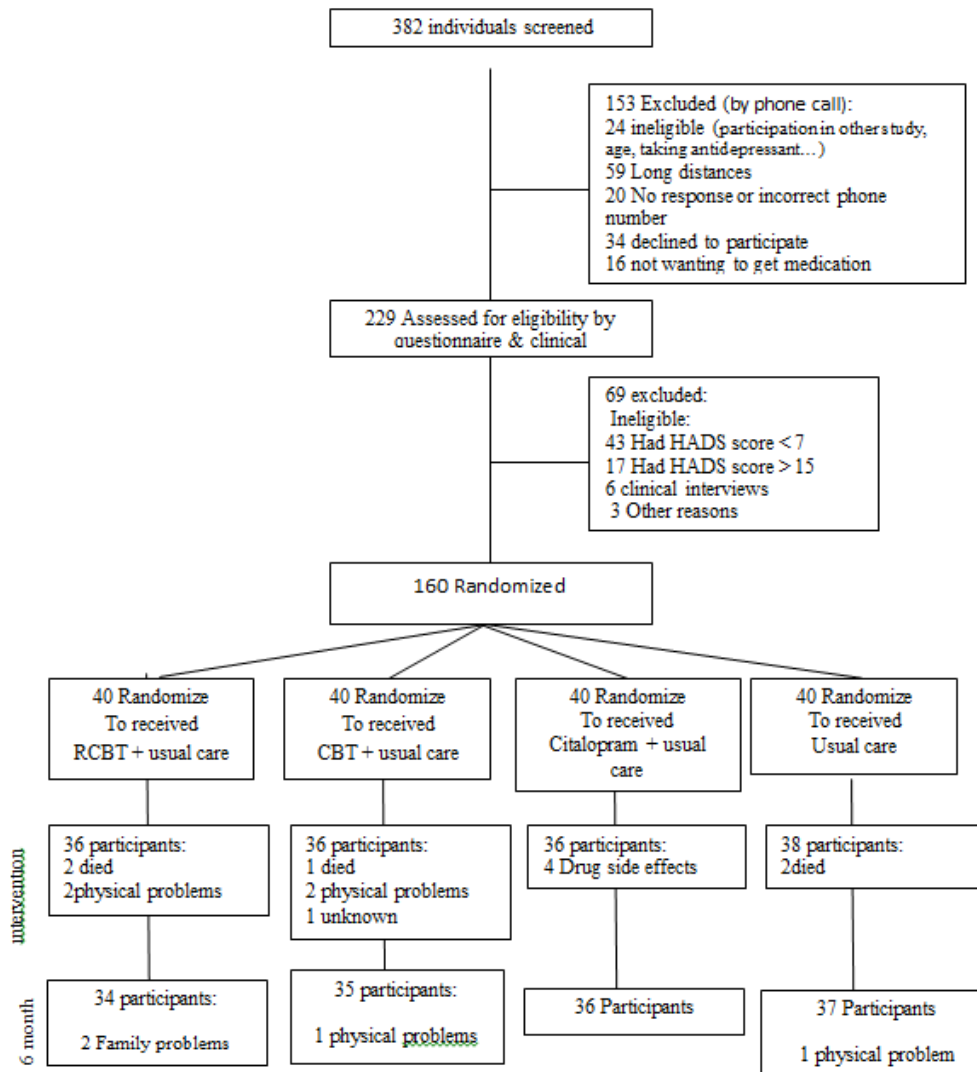 382 individuals screened
153 Excluded (by phone call):
24 ineligible (participation in other study,
age, taking antidepressant…)
59 Long distances
20 No response or incorrect phone
number
34 declined to participate
16 not wanting to get medication
229 Assessed for eligibility by
questionnaire & clinical
69 excluded:
Ineligible:
43 Had HADS score < 7
17 Had HADS score > 15
6 clinical interviews
3 Other reasons
160 Randomized
40 Randomize
To received
RCBT + usual care
40 Randomize
To received
CBT + usual care
40 Randomize
To received
Citalopram + usual
care
40 Randomize
To received
Usual care
intervention
36 participants:
2 died
2physical problems
36 participants:
1 died
2 physical problems
1 unknown
36 participants:
4 Drug side effects
38 participants:
2died
6 month
34 participants:
2 Family problems
35 participants:
1 physical problems
36 Participants
37 Participants
1 physical problem